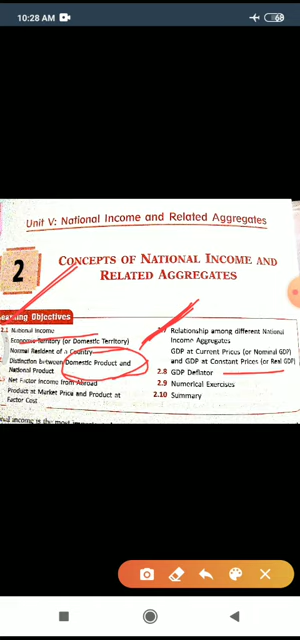 10:28 AM
68
Unit V: National Income and Related Aggregates
2
CONCEPTS OF NATIONAL INCOME AND
RELATED AGGREGATES
Learning Objectives
2.1 National Income
Economic Territory (or Domestic Territory)
Normal Resident of a Country
Distinction between Domestic Product and
National Product
Net Factor Income from Abroad
Product at Market Price and Product at
Factor Cost
2.7 Relationship among different National
Income Aggregates
GDP at Current Prices (or Nominal GDP)
and GDP at Constant Prices (or Real GDP)
2.8 GDP Deflator
2.9 Numerical Exercises
2.10 Summary